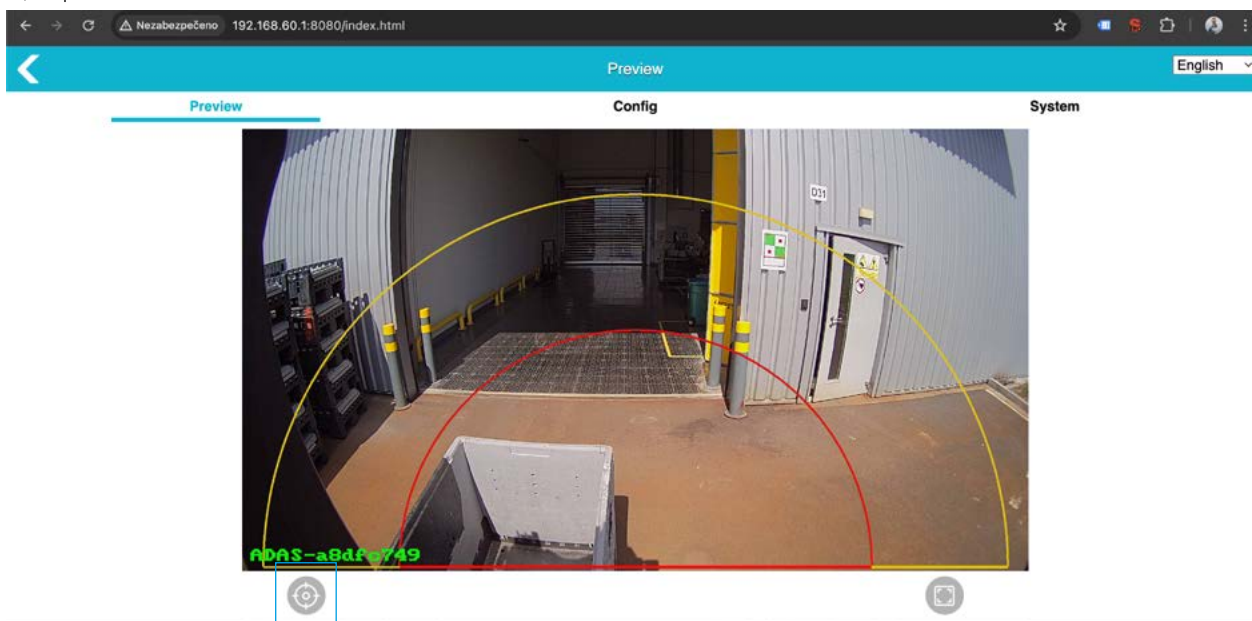 Nezabezpečeno 192.168.60.1:8080/index.html
Preview
English
Preview Config System
D31
ADAS-a8dfc749